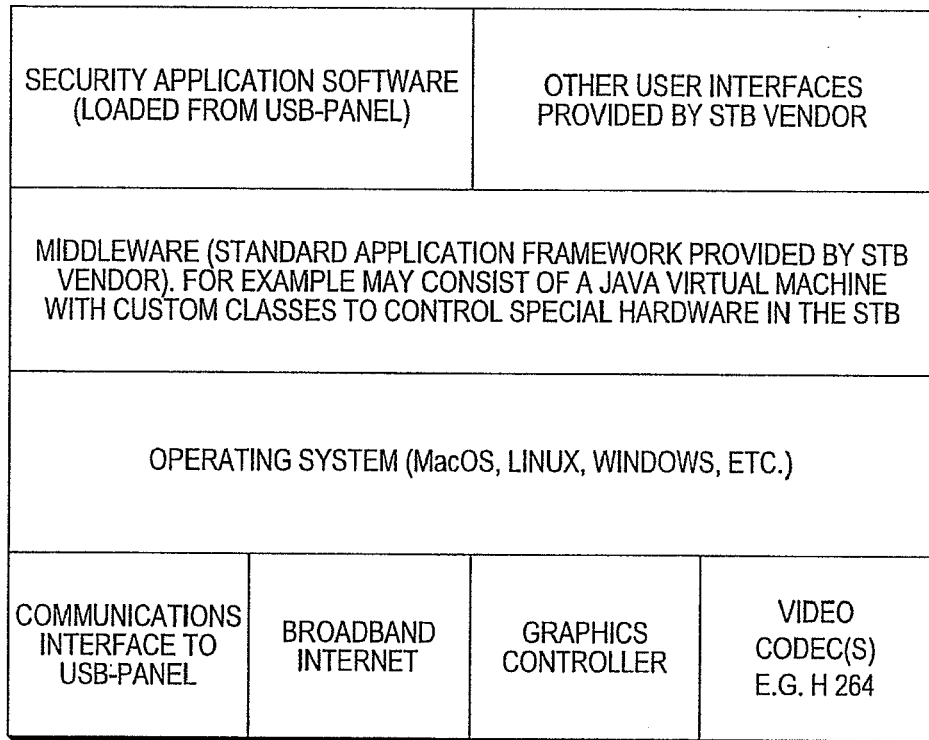 SECURITY APPLICATION SOFTWARE
(LOADED FROM USB-PANEL)
OTHER USER INTERFACES
PROVIDED BY STB VENDOR
MIDDLEWARE (STANDARD APPLICATION FRAMEWORK PROVIDED BY STB
VENDOR). FOR EXAMPLE MAY CONSIST OF A JAVA VIRTUAL MACHINE
WITH CUSTOM CLASSES TO CONTROL SPECIAL HARDWARE IN THE STB
OPERATING SYSTEM (MacOS, LINUX, WINDOWS, ETC.)
COMMUNICATIONS
INTERFACE TO
USB-PANEL
BROADBAND
INTERNET
GRAPHICS
CONTROLLER
VIDEO
CODEC(S)
E.G. H 264